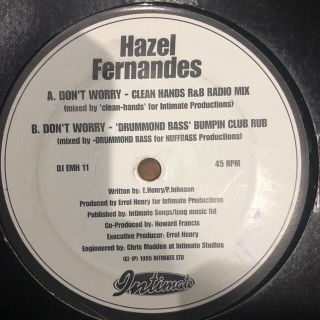 Hazel
Fernandes
A. DON'T WORRY - CLEAN HANDS R&B RADIO MIX
(mixed by 'clean-hands' for Intimate Productions)
B. DON'T WORRY - 'DRUMMOND BASS' BUMPIN CLUB RUB
(mixed by -DRUMMOND BASS for NUFFBASS Productions)
DJ EMH 11
45 RPM
Written by: E.Henry/P.Johnson
Produced by Errol Henry for Intimate Productions
Published by: Intimate Songs/bmg music ltd
Co-Produced by: Howard Francis
Executive Producer: Errol Henry
Engineered by: Chris Madden at Intimate Studios
(C) (P) 1995 INTIMATE LTD
Intimate